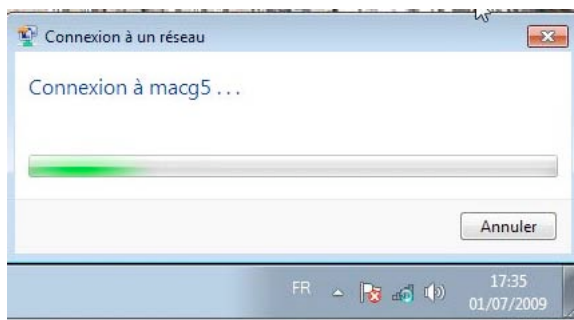 Connexion à un réseau
Connexion à macg5 . . .
Annuler
FR
17:35
01/07/2009